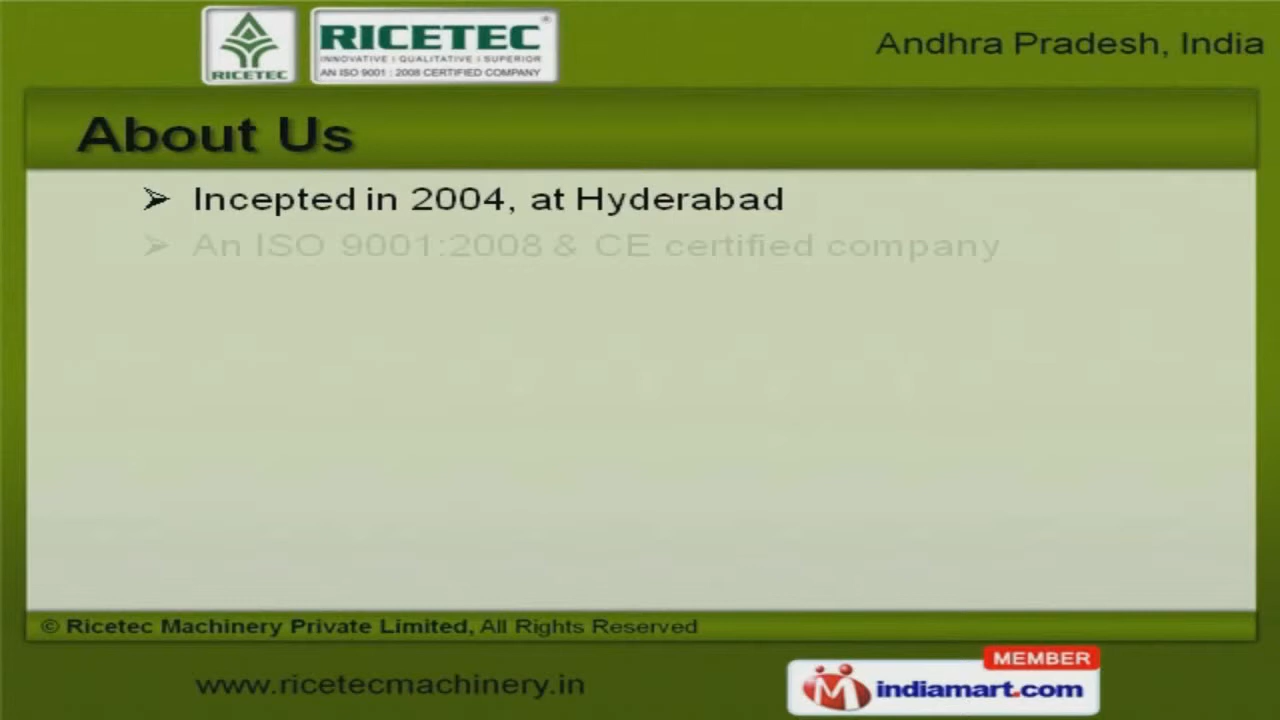 RICETEC
RICETEC®
INNOVATIVE | QUALITATIVE | SUPERIOR
AN ISO 9001 : 2008 CERTIFIED COMPANY
Andhra Pradesh, India
About Us
➢ Incepted in 2004, at Hyderabad
➢ An ISO 9001:2008 & CE certified company
© Ricetec Machinery Private Limited, All Rights Reserved
www.ricetecmachinery.in
MEMBER
indiamart.com